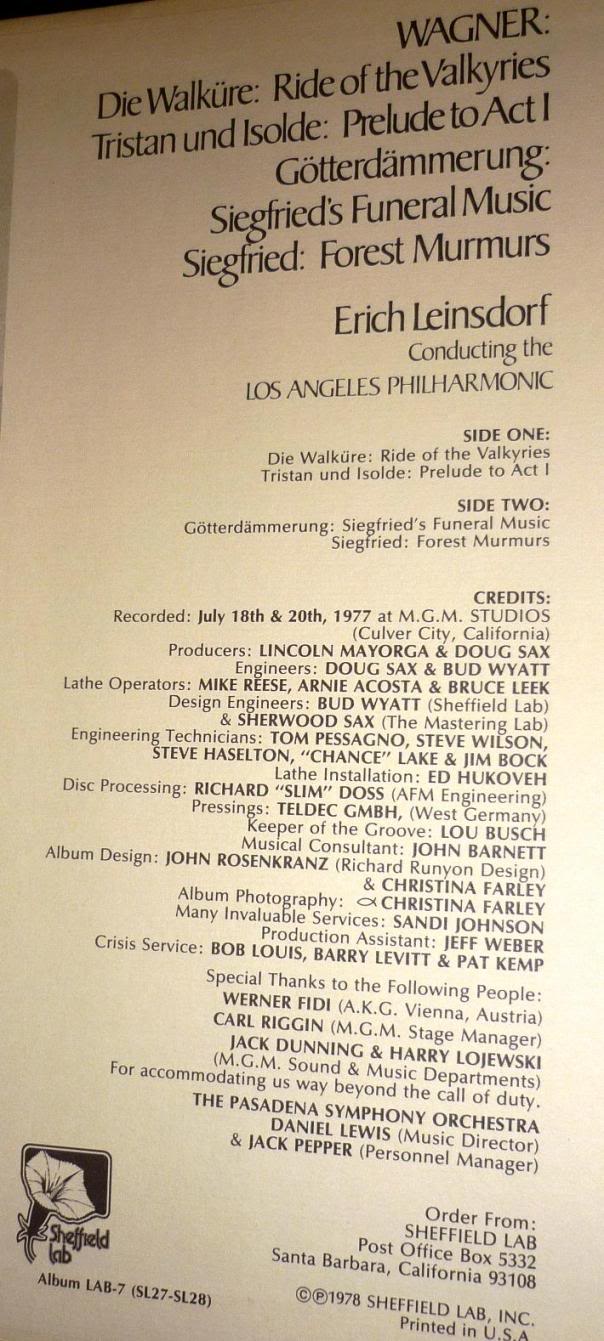 WAGNER:
Die Walküre: Ride of the Valkyries
Tristan und Isolde: Prelude to Act I
Götterdämmerung:
Siegfried's Funeral Music
Siegfried: Forest Murmurs
Erich Leinsdorf
Conducting the
LOS ANGELES PHILHARMONIC
SIDE ONE:
Die Walküre: Ride of the Valkyries
Tristan und Isolde: Prelude to Act I
SIDE TWO:
Götterdämmerung: Siegfried's Funeral Music
Siegfried: Forest Murmurs
CREDITS:
Recorded: July 18th & 20th, 1977 at M.G.M. STUDIOS
(Culver City, California)
Producers: LINCOLN MAYORGA & DOUG SAX
Engineers: DOUG SAX & BUD WYATT
Lathe Operators: MIKE REESE, ARNIE ACOSTA & BRUCE LEEK
Design Engineers: BUD WYATT (Sheffield Lab)
& SHERWOOD SAX (The Mastering Lab)
Engineering Technicians: TOM PESSAGNO, STEVE WILSON,
STEVE HASELTON, "CHANCE" LAKE & JIM BOCK
Lathe Installation: ED HUKOVEH
Disc Processing: RICHARD "SLIM" DOSS (AFM Engineering)
Pressings: TELDEC GMBH, (West Germany)
Keeper of the Groove: LOU BUSCH
Musical Consultant: JOHN BARNETT
Album Design: JOHN ROSENKRANZ (Richard Runyon Design)
& CHRISTINA FARLEY
Album Photography: CHRISTINA FARLEY
Many Invaluable Services: SANDI JOHNSON
Production Assistant: JEFF WEBER
Crisis Service: BOB LOUIS, BARRY LEVITT & PAT KEMP
Special Thanks to the Following People:
WERNER FIDI (A.K.G. Vienna, Austria)
CARL RIGGIN (M.G.M. Stage Manager)
JACK DUNNING & HARRY LOJEWSKI
(M.G.M. Sound & Music Departments)
For accommodating us way beyond the call of duty.
THE PASADENA SYMPHONY ORCHESTRA
DANIEL LEWIS (Music Director)
& JACK PEPPER (Personnel Manager)
Sheffield
lab
Album LAB-7 (SL27-SL28)
Order From:
SHEFFIELD LAB
Post Office Box 5332
Santa Barbara, California 93108
©℗1978 SHEFFIELD LAB, INC.
Printed in U.S.A